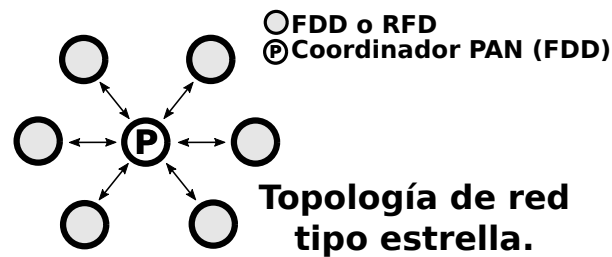 FDD o RFD
P Coordinador PAN (FDD)
P
Topología de red
tipo estrella.